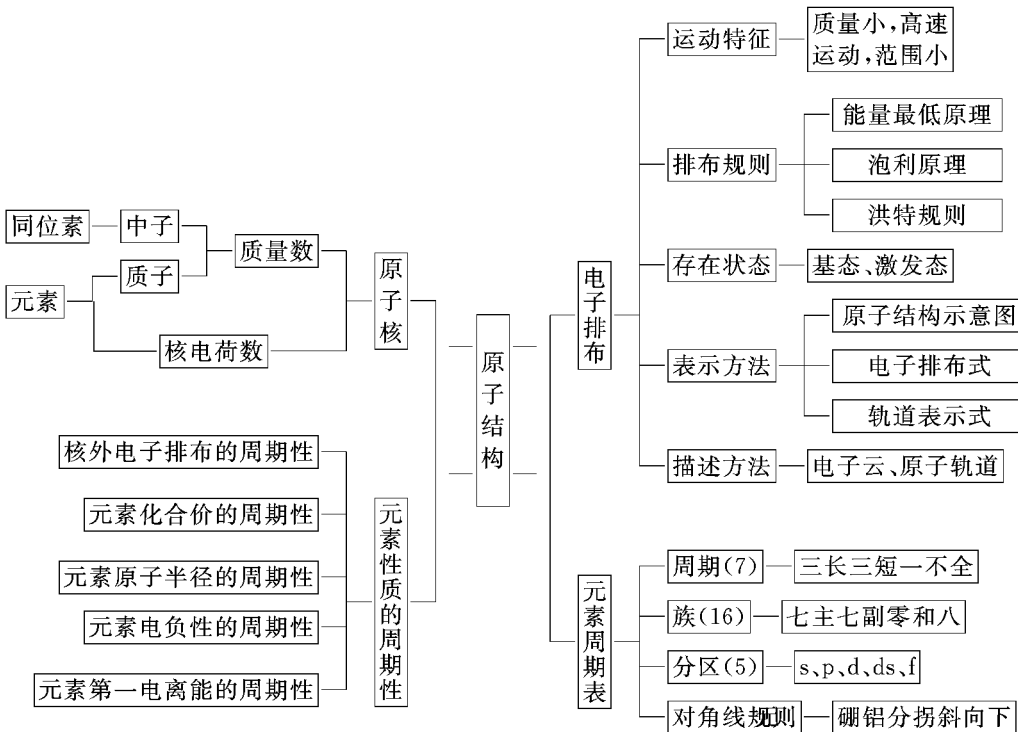 同位素
中子
质子
元素
质量数
核电荷数
原子核
核外电子排布的周期性
元素化合价的周期性
元素原子半径的周期性
元素电负性的周期性
元素第一电离能的周期性
元素性质的周期性
原子结构
电子排布
运动特征
质量小,高速
运动,范围小
排布规则
能量最低原理
泡利原理
洪特规则
存在状态
基态、激发态
表示方法
原子结构示意图
电子排布式
轨道表示式
描述方法
电子云、原子轨道
元素周期表
周期(7)
三长三短一不全
族(16)
七主七副零和八
分区(5)
s、p、d、ds、f
对角线规则
硼铝分拐斜向下